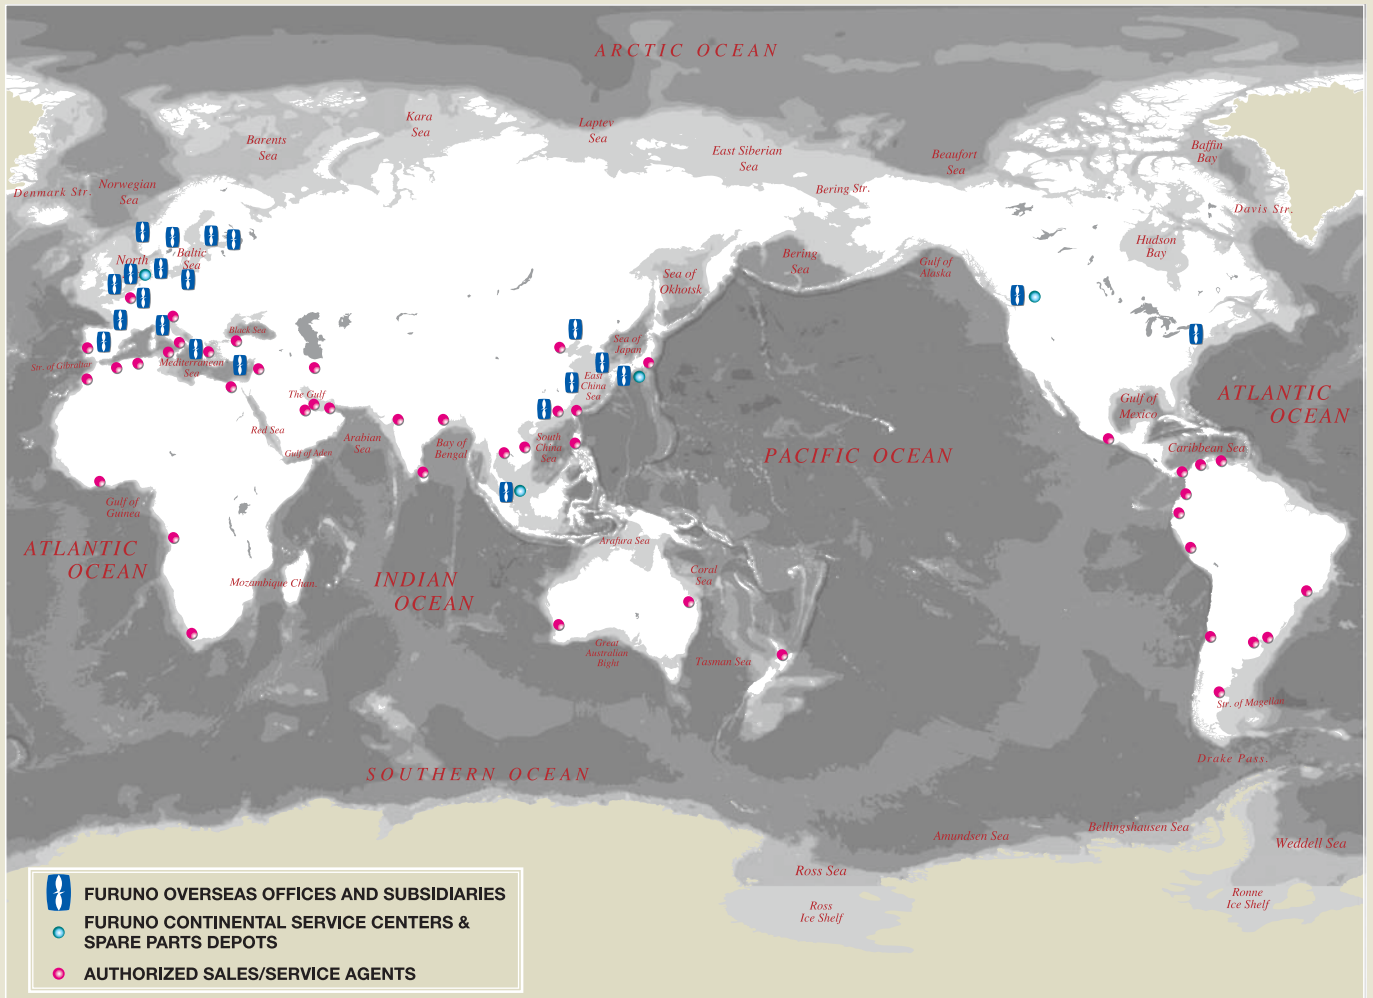 ARCTIC OCEAN
Kara
Sea
Laptev
Sea
Barents
Sea
East Siberian
Sea
Beaufort
Sea
Baffin
Bay
Denmark Str.
Norwegian
Sea
Bering Str.
Davis Str.
North
Baltic
Sea
Bering
Sea
Gulf of
Alaska
Hudson
Bay
Sea of
Okhotsk
Black Sea
Sea of
Japan
Str. of Gibraltar
Mediterranean
Sea
East
China
Sea
The Gulf
Gulf of
Mexico
ATLANTIC
OCEAN
Red Sea
Arabian
Sea
Gulf of Aden
Bay of
Bengal
South
China
Sea
PACIFIC OCEAN
Caribbean Sea
Gulf of
Guinea
ATLANTIC
OCEAN
Arafura Sea
Mozambique Chan.
INDIAN
OCEAN
Coral
Sea
Great
Australian
Bight
Tasman Sea
Str. of Magellan
Drake Pass.
SOUTHERN OCEAN
Amundsen Sea
Bellingshausen Sea
Weddell Sea
Ross Sea
Ross
Ice Shelf
Ronne
Ice Shelf
FURUNO OVERSEAS OFFICES AND SUBSIDIARIES
FURUNO CONTINENTAL SERVICE CENTERS &
SPARE PARTS DEPOTS
AUTHORIZED SALES/SERVICE AGENTS